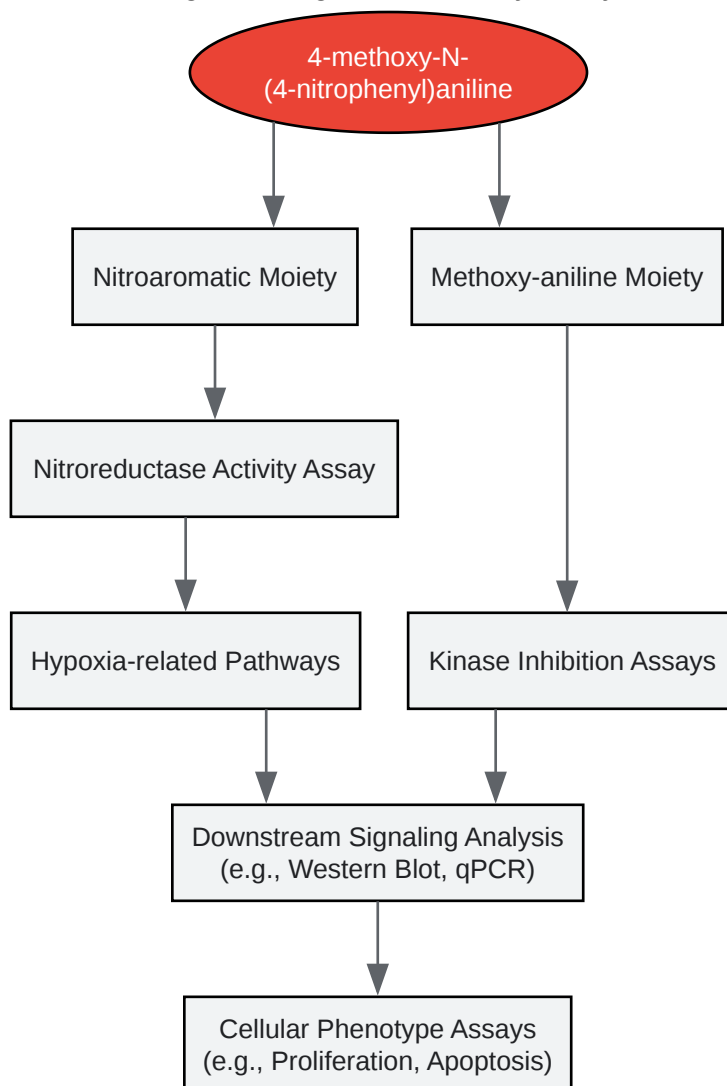 4-methoxy-N-
(4-nitrophenyl)aniline
Nitroaromatic Moiety
Methoxy-aniline Moiety
Nitroreductase Activity Assay
Hypoxia-related Pathways
Kinase Inhibition Assays
Downstream Signaling Analysis
(e.g., Western Blot, qPCR)
Cellular Phenotype Assays
(e.g., Proliferation, Apoptosis)